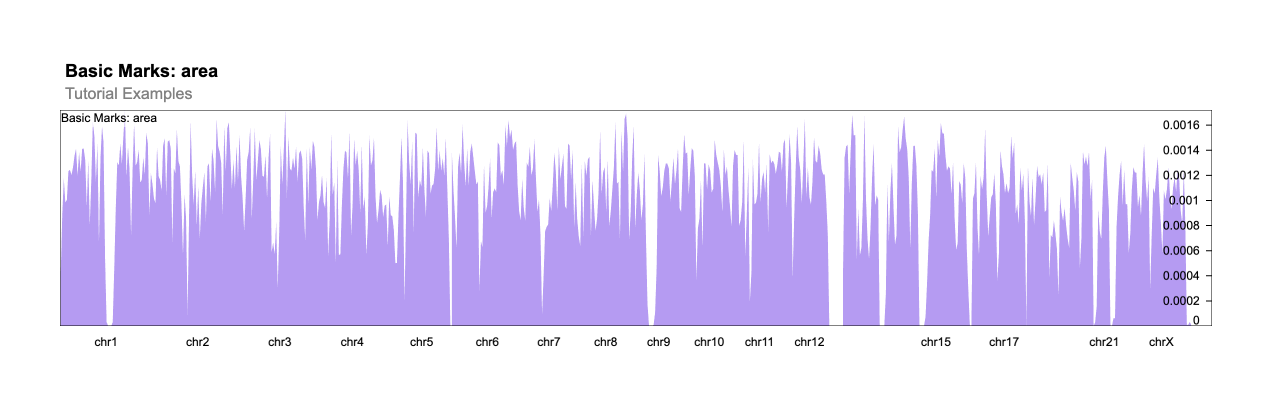 Basic Marks: area
Tutorial Examples
Basic Marks: area
0.0016
0.0014
0.0012
0.001
0.0008
0.0006
0.0004
0.0002
0
chr1 chr2 chr3 chr4 chr5 chr6 chr7 chr8 chr9 chr10 chr11 chr12 chr15 chr17 chr21 chrX